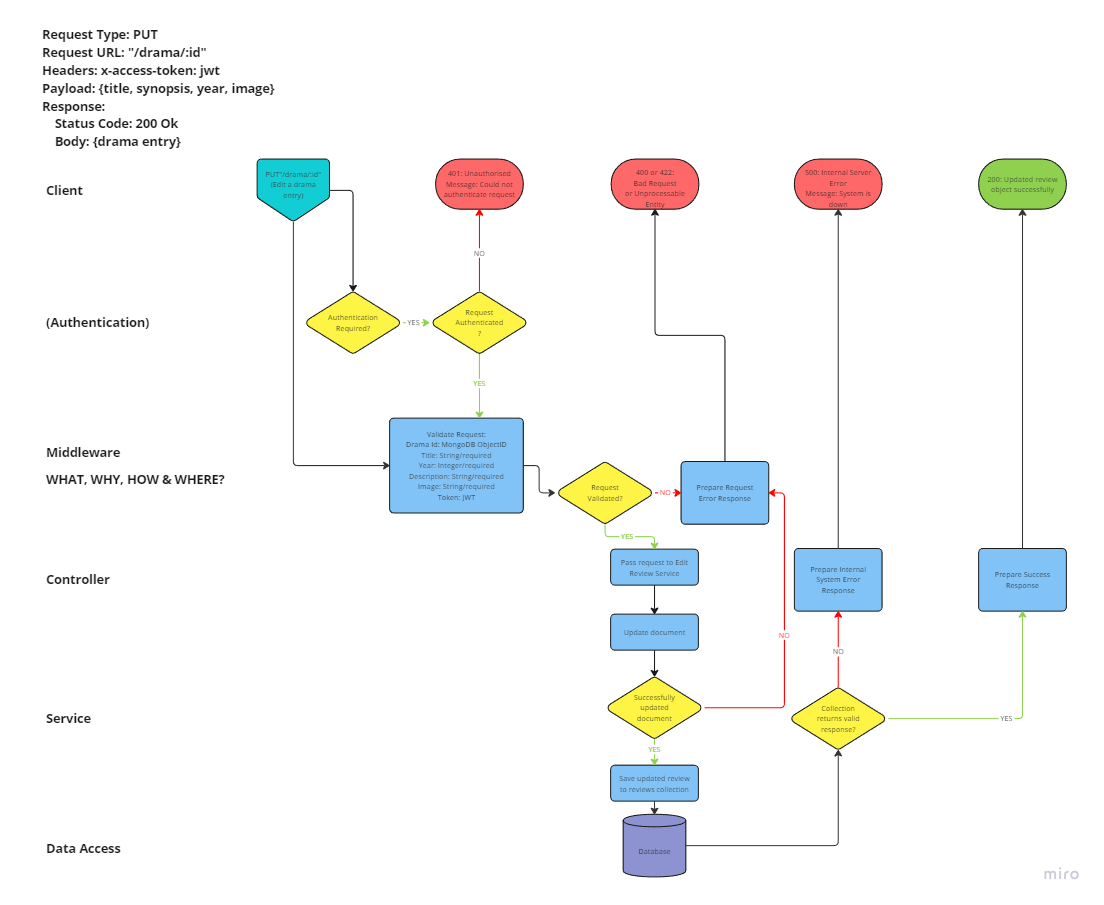 Request Type: PUT
Request URL: "/drama/:id"
Headers: x-access-token: jwt
Payload: {title, synopsis, year, image}
Response:
Status Code: 200 Ok
Body: {drama entry}
Client
PUT"/drama/:id"
(Edit a drama
entry)
401: Unauthorised
Message: Could not
authenticate request
400 or 422:
Bad Request
or Unprocessable
Entity
500: Internal Server
Error
Message: System is
down
200: Updated review
object successfully
NO
(Authentication)
Authentication
Required?
YES
Request
Authenticated
?
YES
Middleware
WHAT, WHY, HOW & WHERE?
Validate Request:
Drama Id: MongoDB ObjectID
Title: String/required
Year: Integer/required
Description: String/required
Image: String/required
Token: JWT
Request
Validated?
NO
Prepare Request
Error Response
YES
Controller
Pass request to Edit
Review Service
Prepare Internal
System Error
Response
Prepare Success
Response
Update document
NO
NO
Service
Successfully
updated
document
Collection
returns valid
response?
YES
YES
Save updated review
to reviews collection
Data Access
Database
miro